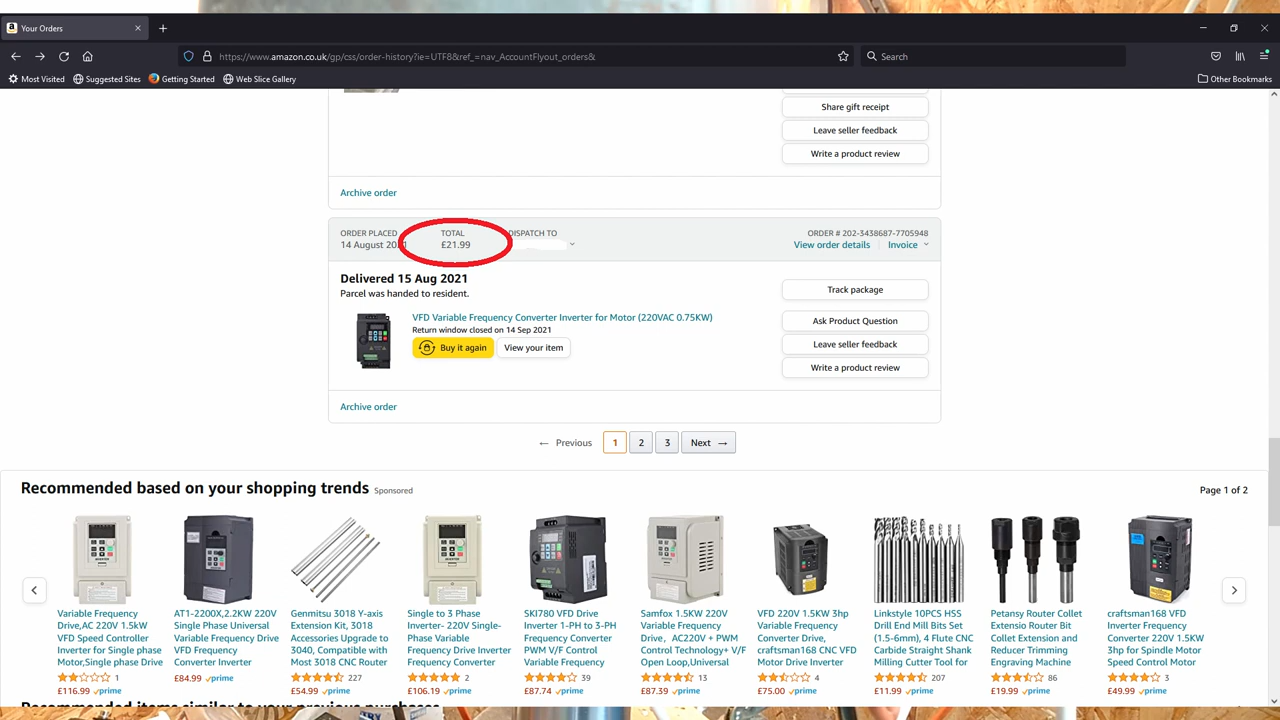 Your Orders
https://www.amazon.co.uk/gp/css/order-history?ie=UTF8&ref_=nav_AccountFlyout_orders&
Search
Most Visited
Suggested Sites
Getting Started
Web Slice Gallery
Other Bookmarks
Share gift receipt
Leave seller feedback
Write a product review
Archive order
ORDER PLACED
14 August 20 1
TOTAL
£21.99
DISPATCH TO
ORDER # 202-3438687-7705948
View order details
Invoice
Delivered 15 Aug 2021
Parcel was handed to resident.
VFD Variable Frequency Converter Inverter for Motor (220VAC 0.75KW)
Return window closed on 14 Sep 2021
Buy it again
View your item
Track package
Ask Product Question
Leave seller feedback
Write a product review
Archive order
← Previous 1 2 3 Next →
Recommended based on your shopping trends Sponsored
Page 1 of 2
Variable Frequency
Drive,AC 220V 1.5kW
VFD Speed Controller
Inverter for Single phase
Motor,Single phase Drive
1
£116.99 prime
AT1-2200X,2.2KW 220V
Single Phase Universal
Variable Frequency Drive
VFD Frequency
Converter Inverter
£84.99 prime
Genmitsu 3018 Y-axis
Extension Kit, 3018
Accessories Upgrade to
3040, Compatible with
Most 3018 CNC Router
227
£54.99 prime
Single to 3 Phase
Inverter- 220V Single-
Phase Variable
Frequency Drive Inverter
Frequency Converter
2
£106.19 prime
SKI780 VFD Drive
Inverter 1-PH to 3-PH
Frequency Converter
PWM V/F Control
Variable Frequency
39
£87.74 prime
Samfox 1.5KW 220V
Variable Frequency
Drive，AC220V + PWM
Control Technology+ V/F
Open Loop,Universal
13
£87.39 prime
VFD 220V 1.5KW 3hp
Variable Frequency
Converter Drive,
craftsman168 CNC VFD
Motor Drive Inverter
4
£75.00 prime
Linkstyle 10PCS HSS
Drill End Mill Bits Set
(1.5-6mm), 4 Flute CNC
Carbide Straight Shank
Milling Cutter Tool for
207
£11.99 prime
Petansy Router Collet
Extensio Router Bit
Collet Extension and
Reducer Trimming
Engraving Machine
86
£19.99 prime
craftsman168 VFD
Inverter Frequency
Converter 220V 1.5KW
3hp for Spindle Motor
Speed Control Motor
3
£49.99 prime
Recommended items similar to your previous purchases